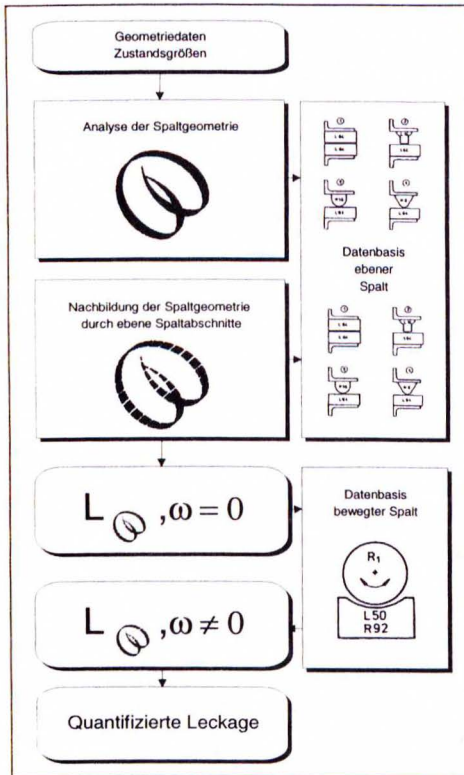 Geometriedaten
Zustandsgrößen
Analyse der Spaltgeometrie
Datenbasis
ebener
Spalt
Nachbildung der Spaltgeometrie
durch ebene Spaltabschnitte
L , ω = 0
Datenbasis
bewegter Spalt
R₁
L50
R92
L , ω ≠ 0
Quantifizierte Leckage